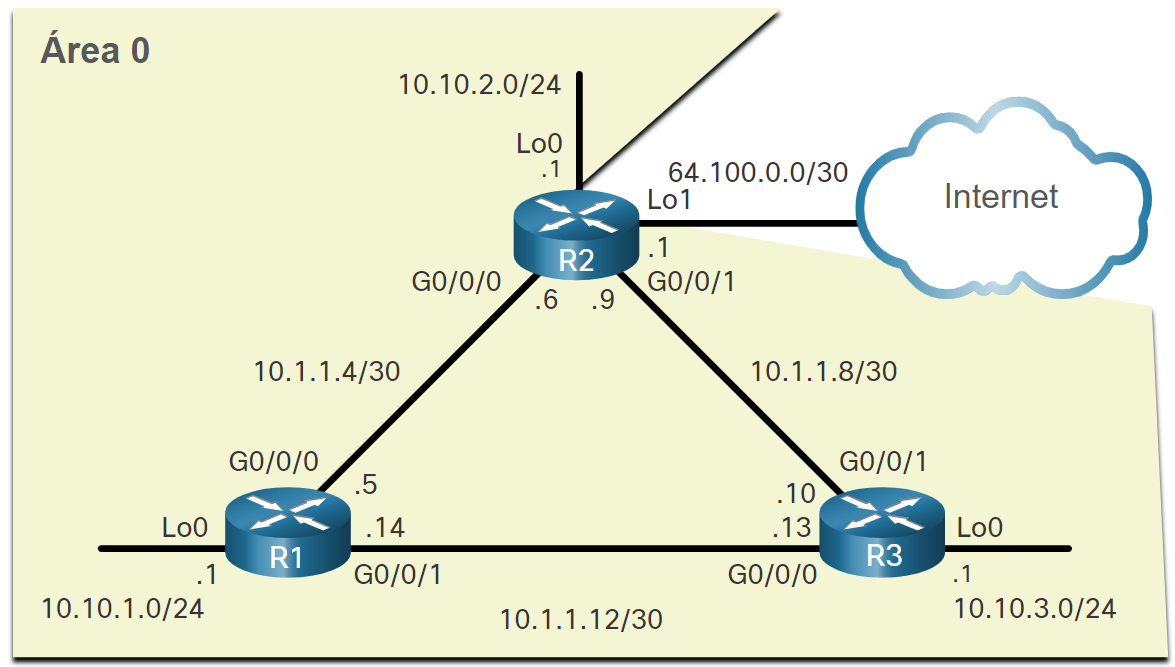 Área 0
10.10.2.0/24
Lo0
.1
64.100.0.0/30
Lo1
Internet
.1
R2
G0/0/0
G0/0/1
.6
.9
10.1.1.4/30
10.1.1.8/30
G0/0/0
G0/0/1
.5
.10
Lo0
.14
.13
Lo0
R1
R3
.1
G0/0/1
G0/0/0
.1
10.10.1.0/24
10.1.1.12/30
10.10.3.0/24